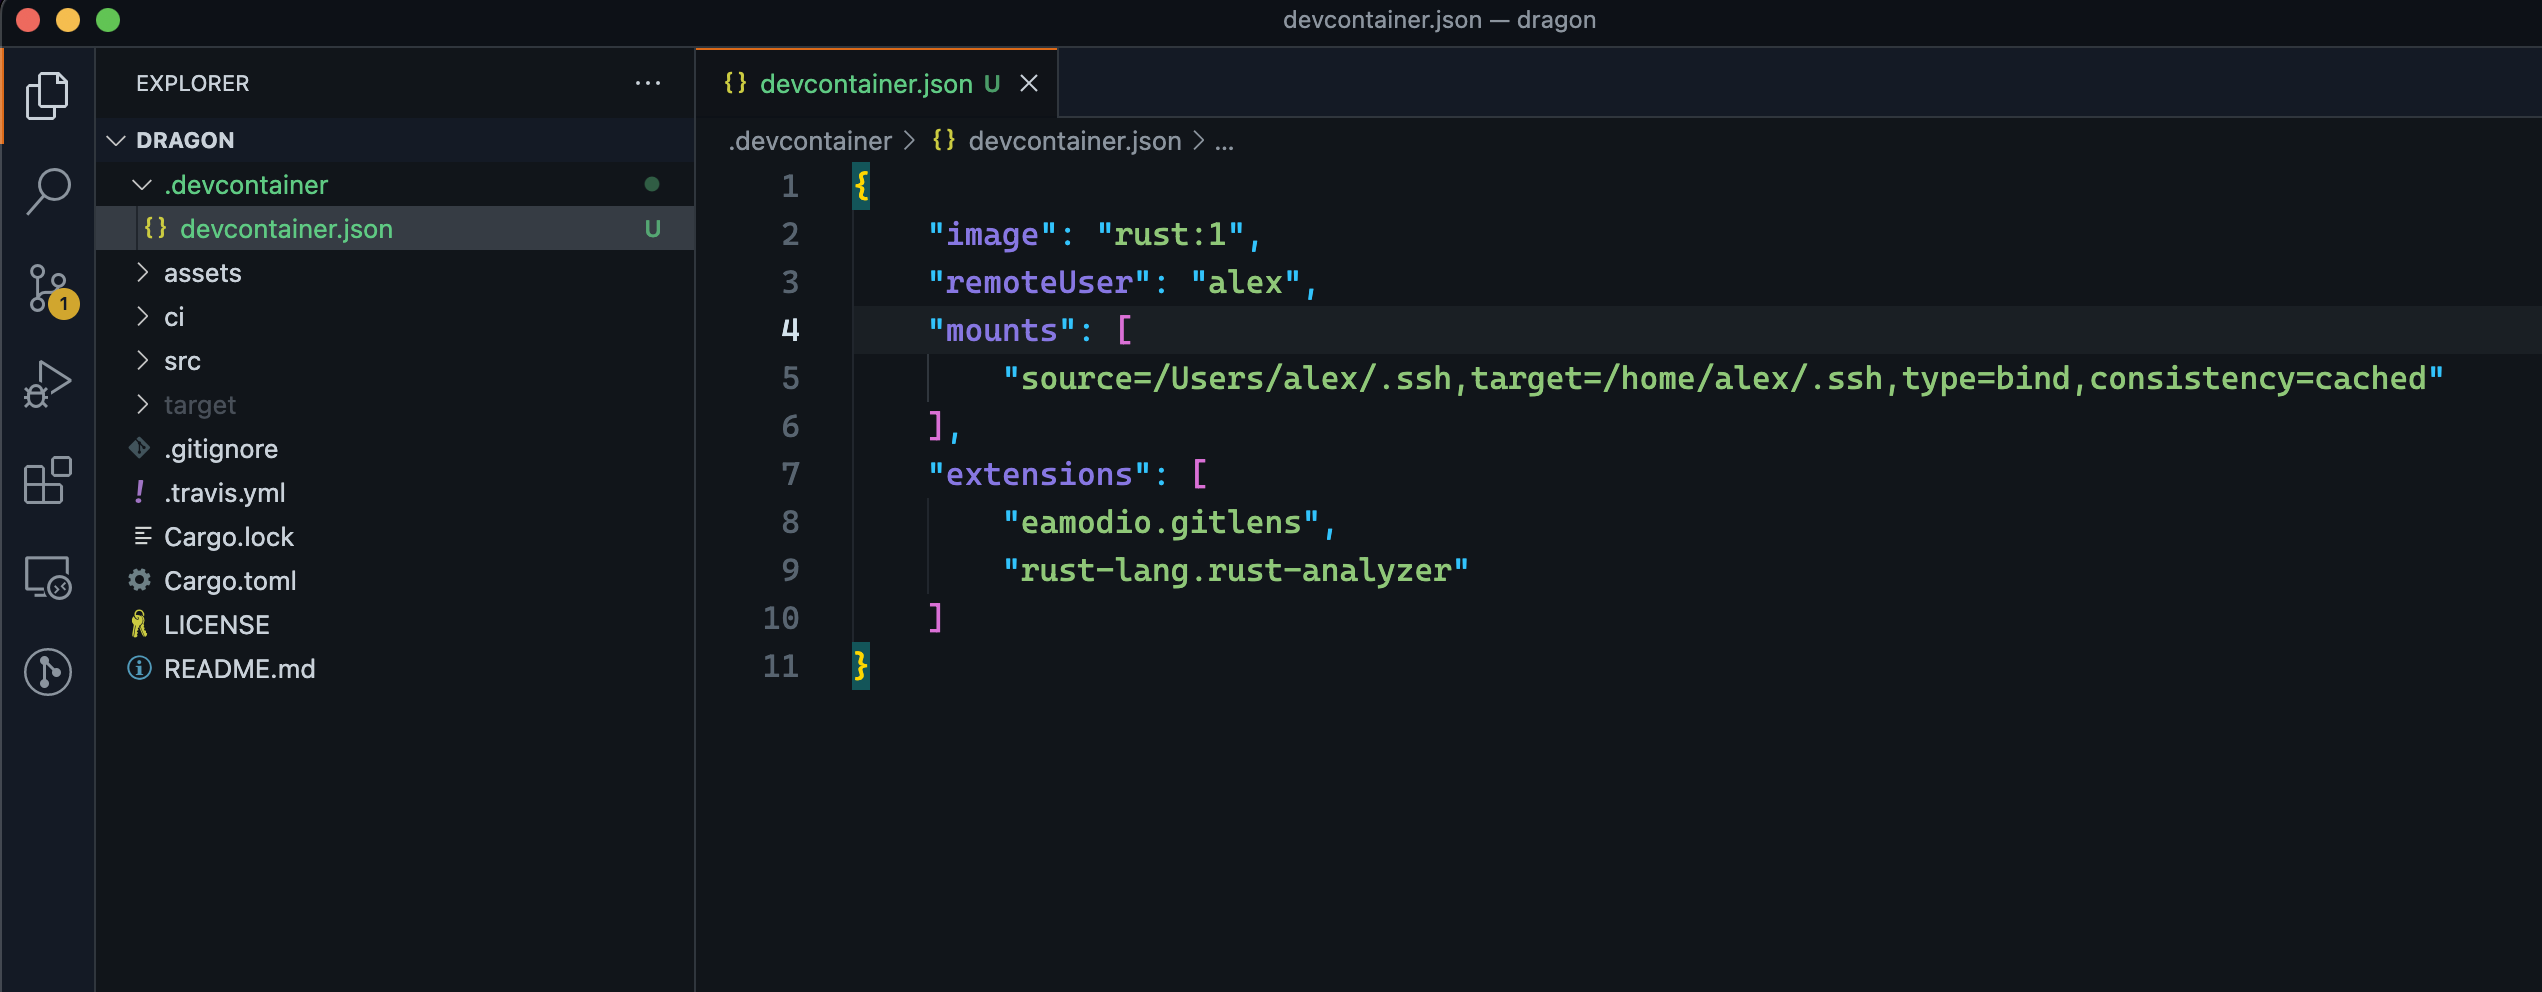 devcontainer.json — dragon
EXPLORER
DRAGON
.devcontainer
devcontainer.json U
assets
ci
src
target
.gitignore
.travis.yml
Cargo.lock
Cargo.toml
LICENSE
README.md
1
devcontainer.json U
.devcontainer > {} devcontainer.json > ...
1 {
2 "image": "rust:1",
3 "remoteUser": "alex",
4 "mounts": [
5 "source=/Users/alex/.ssh,target=/home/alex/.ssh,type=bind,consistency=cached"
6 ],
7 "extensions": [
8 "eamodio.gitlens",
9 "rust-lang.rust-analyzer"
10 ]
11 }